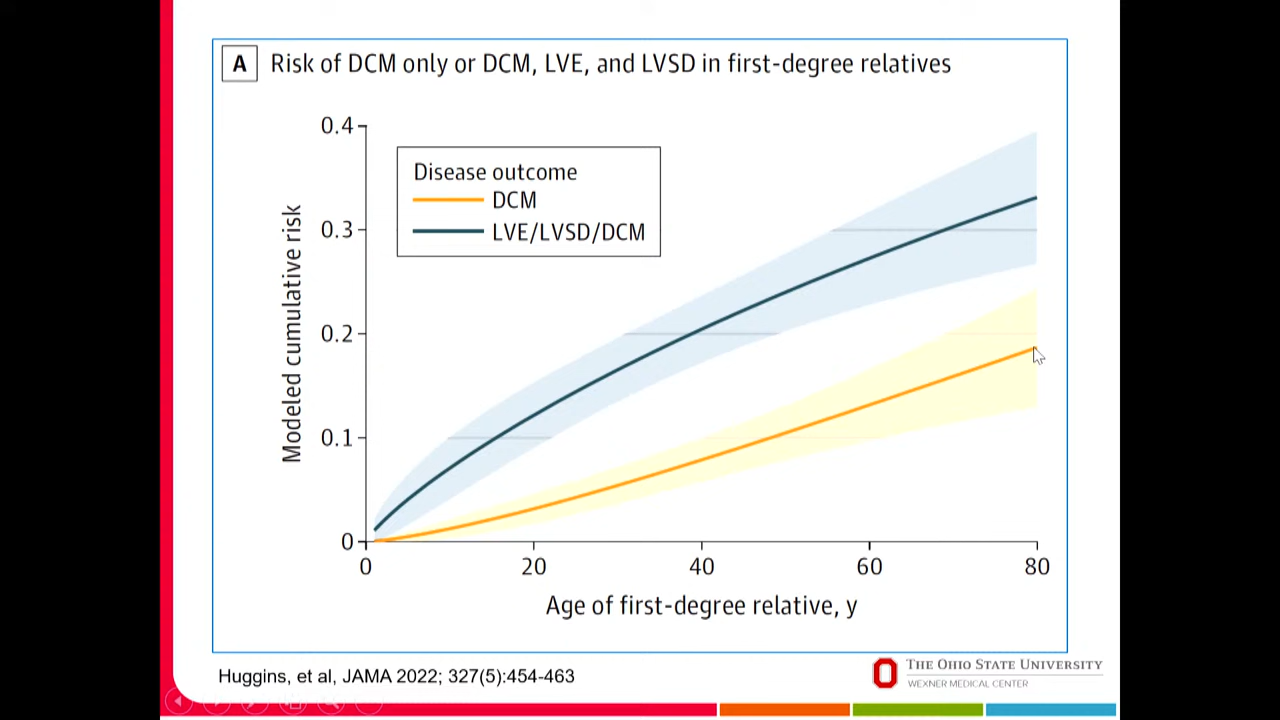 A Risk of DCM only or DCM, LVE, and LVSD in first-degree relatives
0.4
0.3
0.2
0.1
0
Modeled cumulative risk
Disease outcome
DCM
LVE/LVSD/DCM
0 20 40 60 80
Age of first-degree relative, y
Huggins, et al, JAMA 2022; 327(5):454-463
THE OHIO STATE UNIVERSITY
WEXNER MEDICAL CENTER